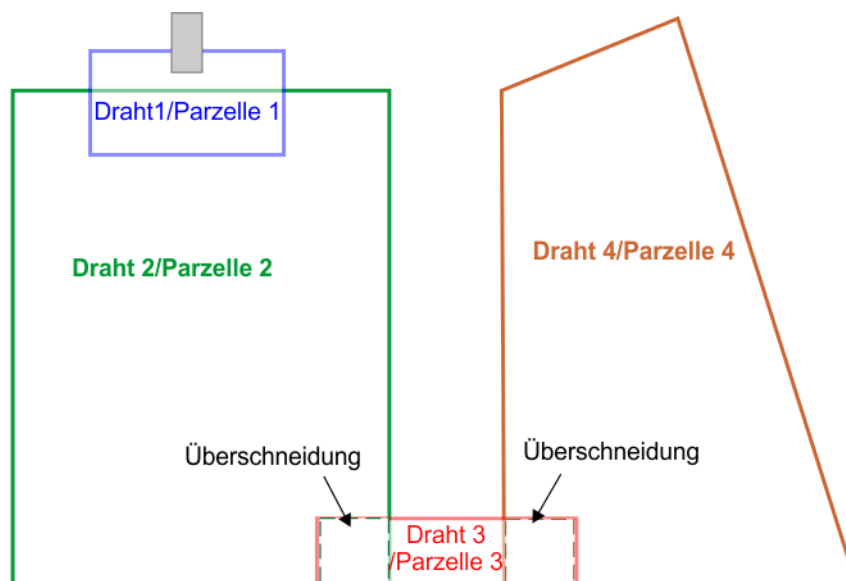 Draht1/Parzelle 1
Draht 2/Parzelle 2
Draht 4/Parzelle 4
Überschneidung
Überschneidung
Draht 3
/Parzelle 3